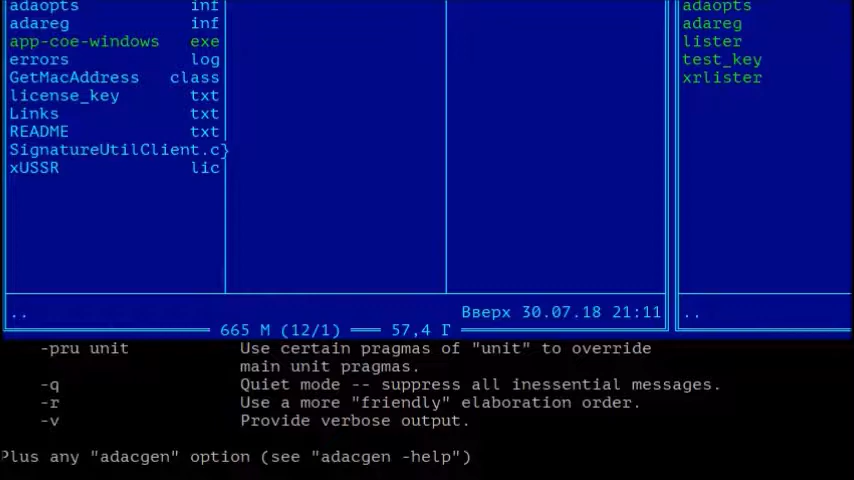 adaopts inf adaopts
adareg inf adareg
app-coe-windows exe lister
errors log test_key
GetMacAddress class xrlister
license_key txt
Links txt
README txt
SignatureUtilClient.c}
xUSSR lic
.. Вверх 30.07.18 21:11 ..
665 М (12/1) 57,4 Г
-pru unit Use certain pragmas of "unit" to override
main unit pragmas.
-q Quiet mode -- suppress all inessential messages.
-r Use a more "friendly" elaboration order.
-v Provide verbose output.
Plus any "adacgen" option (see "adacgen -help")